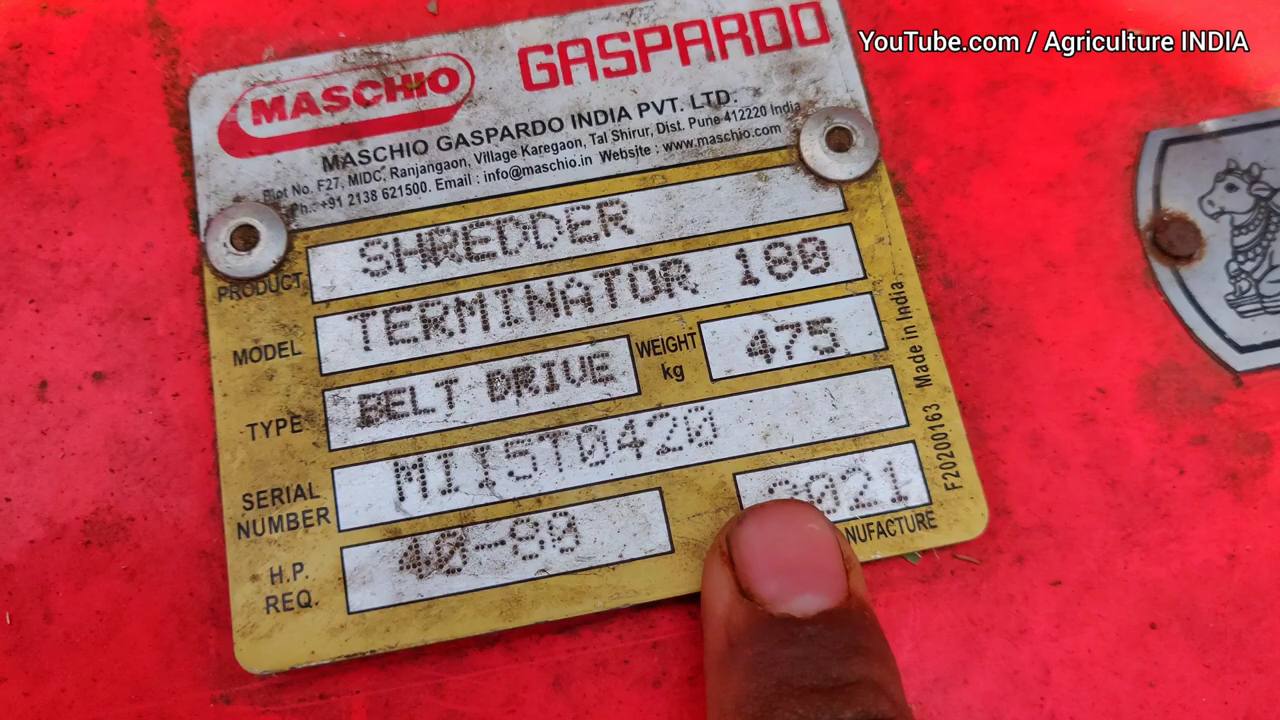 YouTube.com / Agriculture INDIA
MASCHIO GASPARDO
MASCHIO GASPARDO INDIA PVT. LTD.
Plot No. F27, MIDC, Ranjangaon, Village Karegaon, Tal Shirur, Dist. Pune 412220 India
Ph.: +91 2138 621500. Email : info@maschio.in Website : www.maschio.com
PRODUCT SHREDDER
MODEL TERMINATOR 180
TYPE BELT DRIVE WEIGHT kg 475
SERIAL NUMBER MII5T0420
H.P. REQ. 40-80 2021
NUFACTURE
F20200163 Made in India